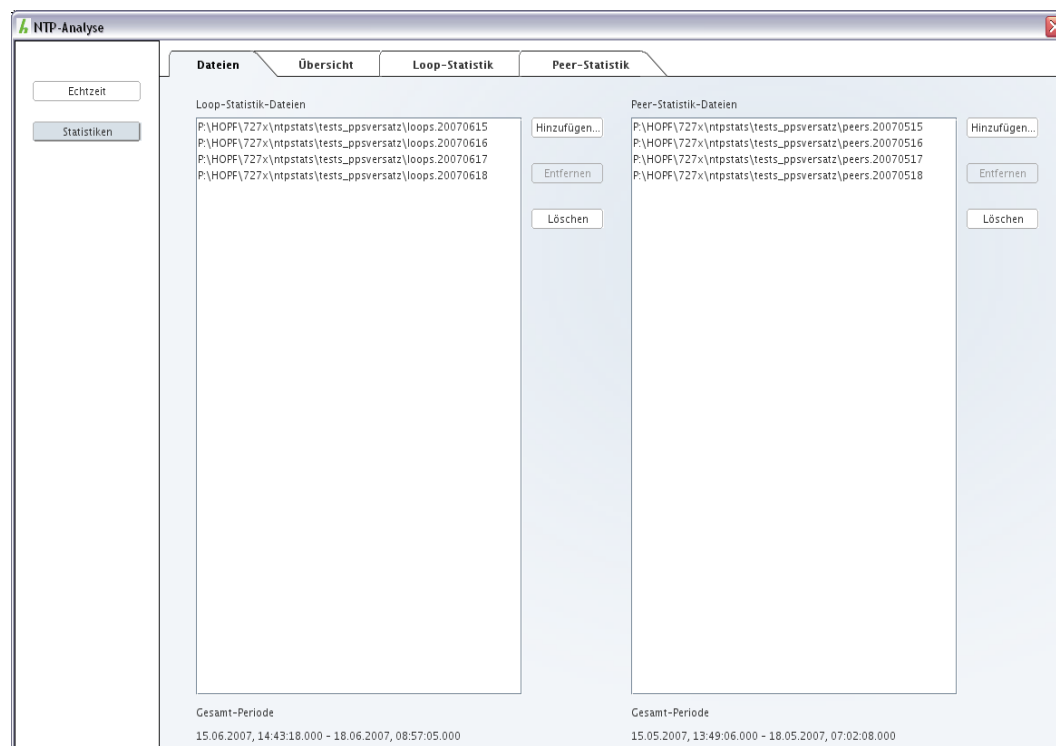 NTP-Analyse
Echtzeit
Statistiken
Dateien
Übersicht
Loop-Statistik
Peer-Statistik
Loop-Statistik-Dateien
P:\HOPF\727x\ntpstats\tests_ppsversatz\loops.20070615
P:\HOPF\727x\ntpstats\tests_ppsversatz\loops.20070616
P:\HOPF\727x\ntpstats\tests_ppsversatz\loops.20070617
P:\HOPF\727x\ntpstats\tests_ppsversatz\loops.20070618
Hinzufügen...
Entfernen
Löschen
Gesamt-Periode
15.06.2007, 14:43:18.000 - 18.06.2007, 08:57:05.000
Peer-Statistik-Dateien
P:\HOPF\727x\ntpstats\tests_ppsversatz\peers.20070515
P:\HOPF\727x\ntpstats\tests_ppsversatz\peers.20070516
P:\HOPF\727x\ntpstats\tests_ppsversatz\peers.20070517
P:\HOPF\727x\ntpstats\tests_ppsversatz\peers.20070518
Hinzufügen...
Entfernen
Löschen
Gesamt-Periode
15.05.2007, 13:49:06.000 - 18.05.2007, 07:02:08.000